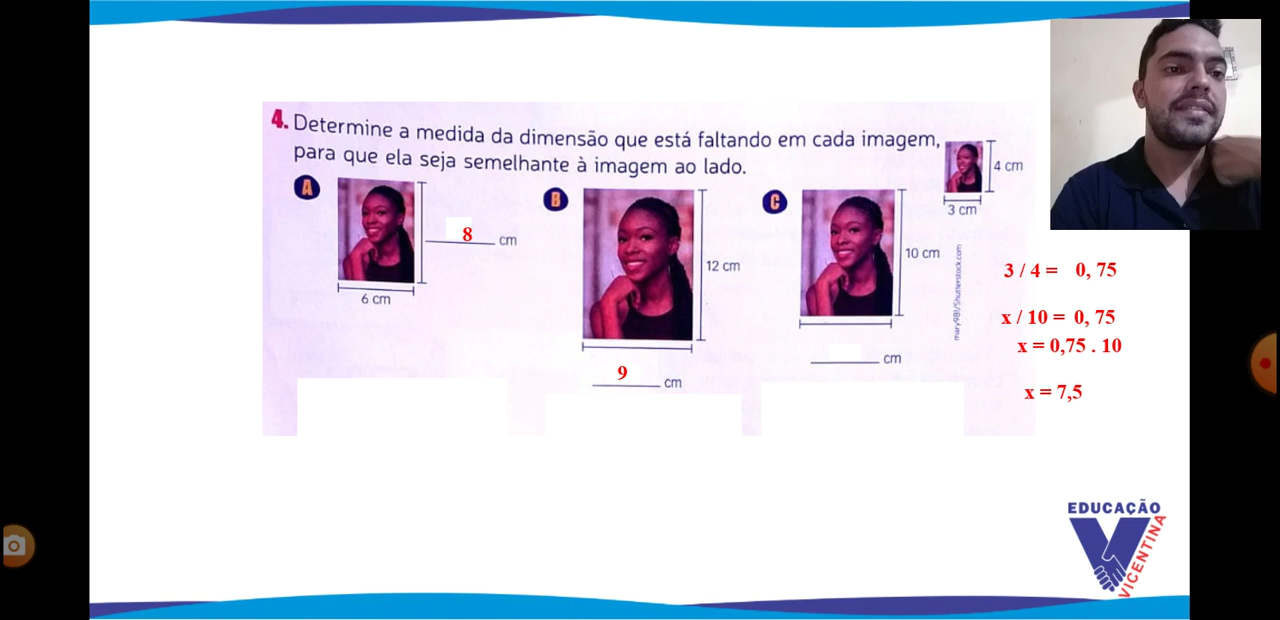 4. Determine a medida da dimensão que está faltando em cada imagem,
para que ela seja semelhante à imagem ao lado.
4 cm
3 cm
A
8 cm
6 cm
B
12 cm
9 cm
C
10 cm
cm
mary981/Shutterstock.com
3 / 4 = 0, 75
x / 10 = 0, 75
x = 0,75 . 10
x = 7,5
EDUCAÇÃO
VICENTINA